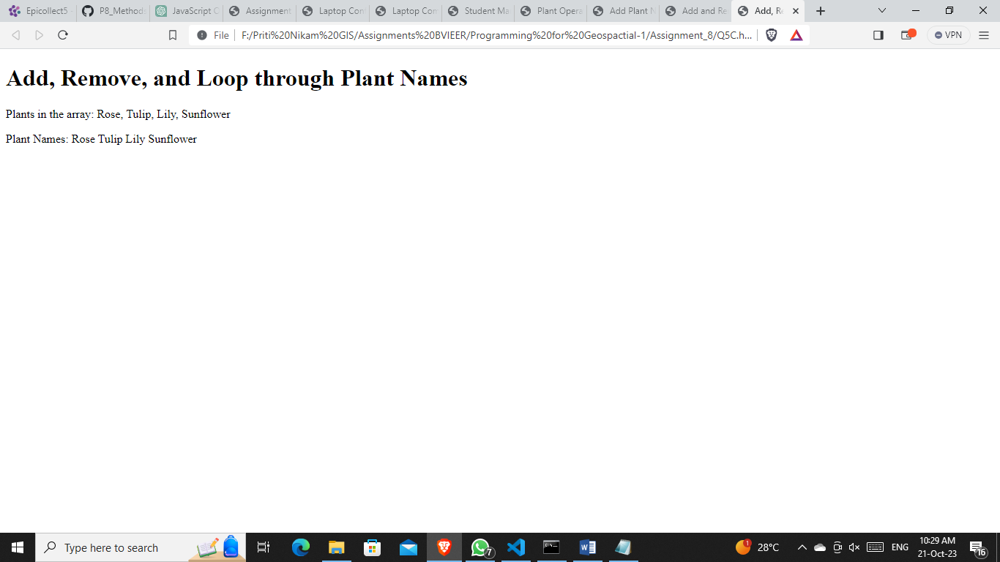 Epicollect5 -
P8_Methods
JavaScript C
Assignment
Laptop Con
Laptop Com
Student Ma
Plant Opera
Add Plant N
Add and Re
Add, R
File
F:/Priti%20Nikam%20GIS/Assignments%20BVIEER/Programming%20for%20Geospactial-1/Assignment_8/Q5C.h...
VPN
Add, Remove, and Loop through Plant Names
Plants in the array: Rose, Tulip, Lily, Sunflower
Plant Names: Rose Tulip Lily Sunflower
Type here to search
7
1
28°C
ENG
10:29 AM
21-Oct-23
16